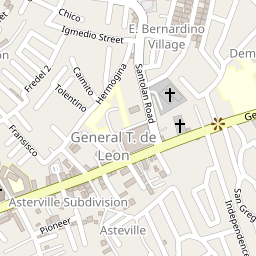 Chico
Igmedio Street
E. Bernardino
Village
Dem
Fredel 2
Caimito
Hermogina
Santolan Road
Tolentino
Ge
Fransisco
General T. de
Leon
Asterville Subdivision
San Greg
Independence
Pioneer
Asteville